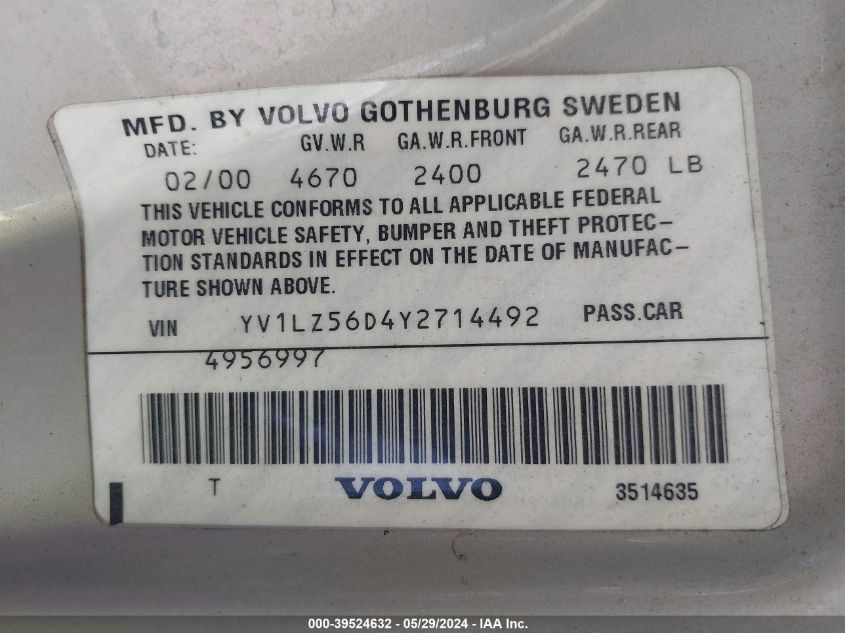 MFD. BY VOLVO GOTHENBURG SWEDEN
DATE: GV.W.R GA.W.R.FRONT GA.W.R.REAR
02/00 4670 2400 2470 LB
THIS VEHICLE CONFORMS TO ALL APPLICABLE FEDERAL
MOTOR VEHICLE SAFETY, BUMPER AND THEFT PROTEC-
TION STANDARDS IN EFFECT ON THE DATE OF MANUFAC-
TURE SHOWN ABOVE.
VIN YV1LZ56D4Y2714492 PASS.CAR
4956997
T VOLVO 3514635
000-39524632 - 05/29/2024 - IAA Inc.